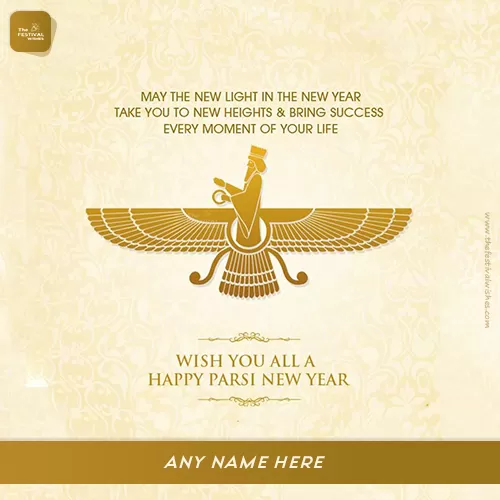 The
FESTIVAL
WISHES
MAY THE NEW LIGHT IN THE NEW YEAR
TAKE YOU TO NEW HEIGHTS & BRING SUCCESS
EVERY MOMENT OF YOUR LIFE
www.thefestivalwishes.com
WISH YOU ALL A
HAPPY PARSI NEW YEAR
ANY NAME HERE